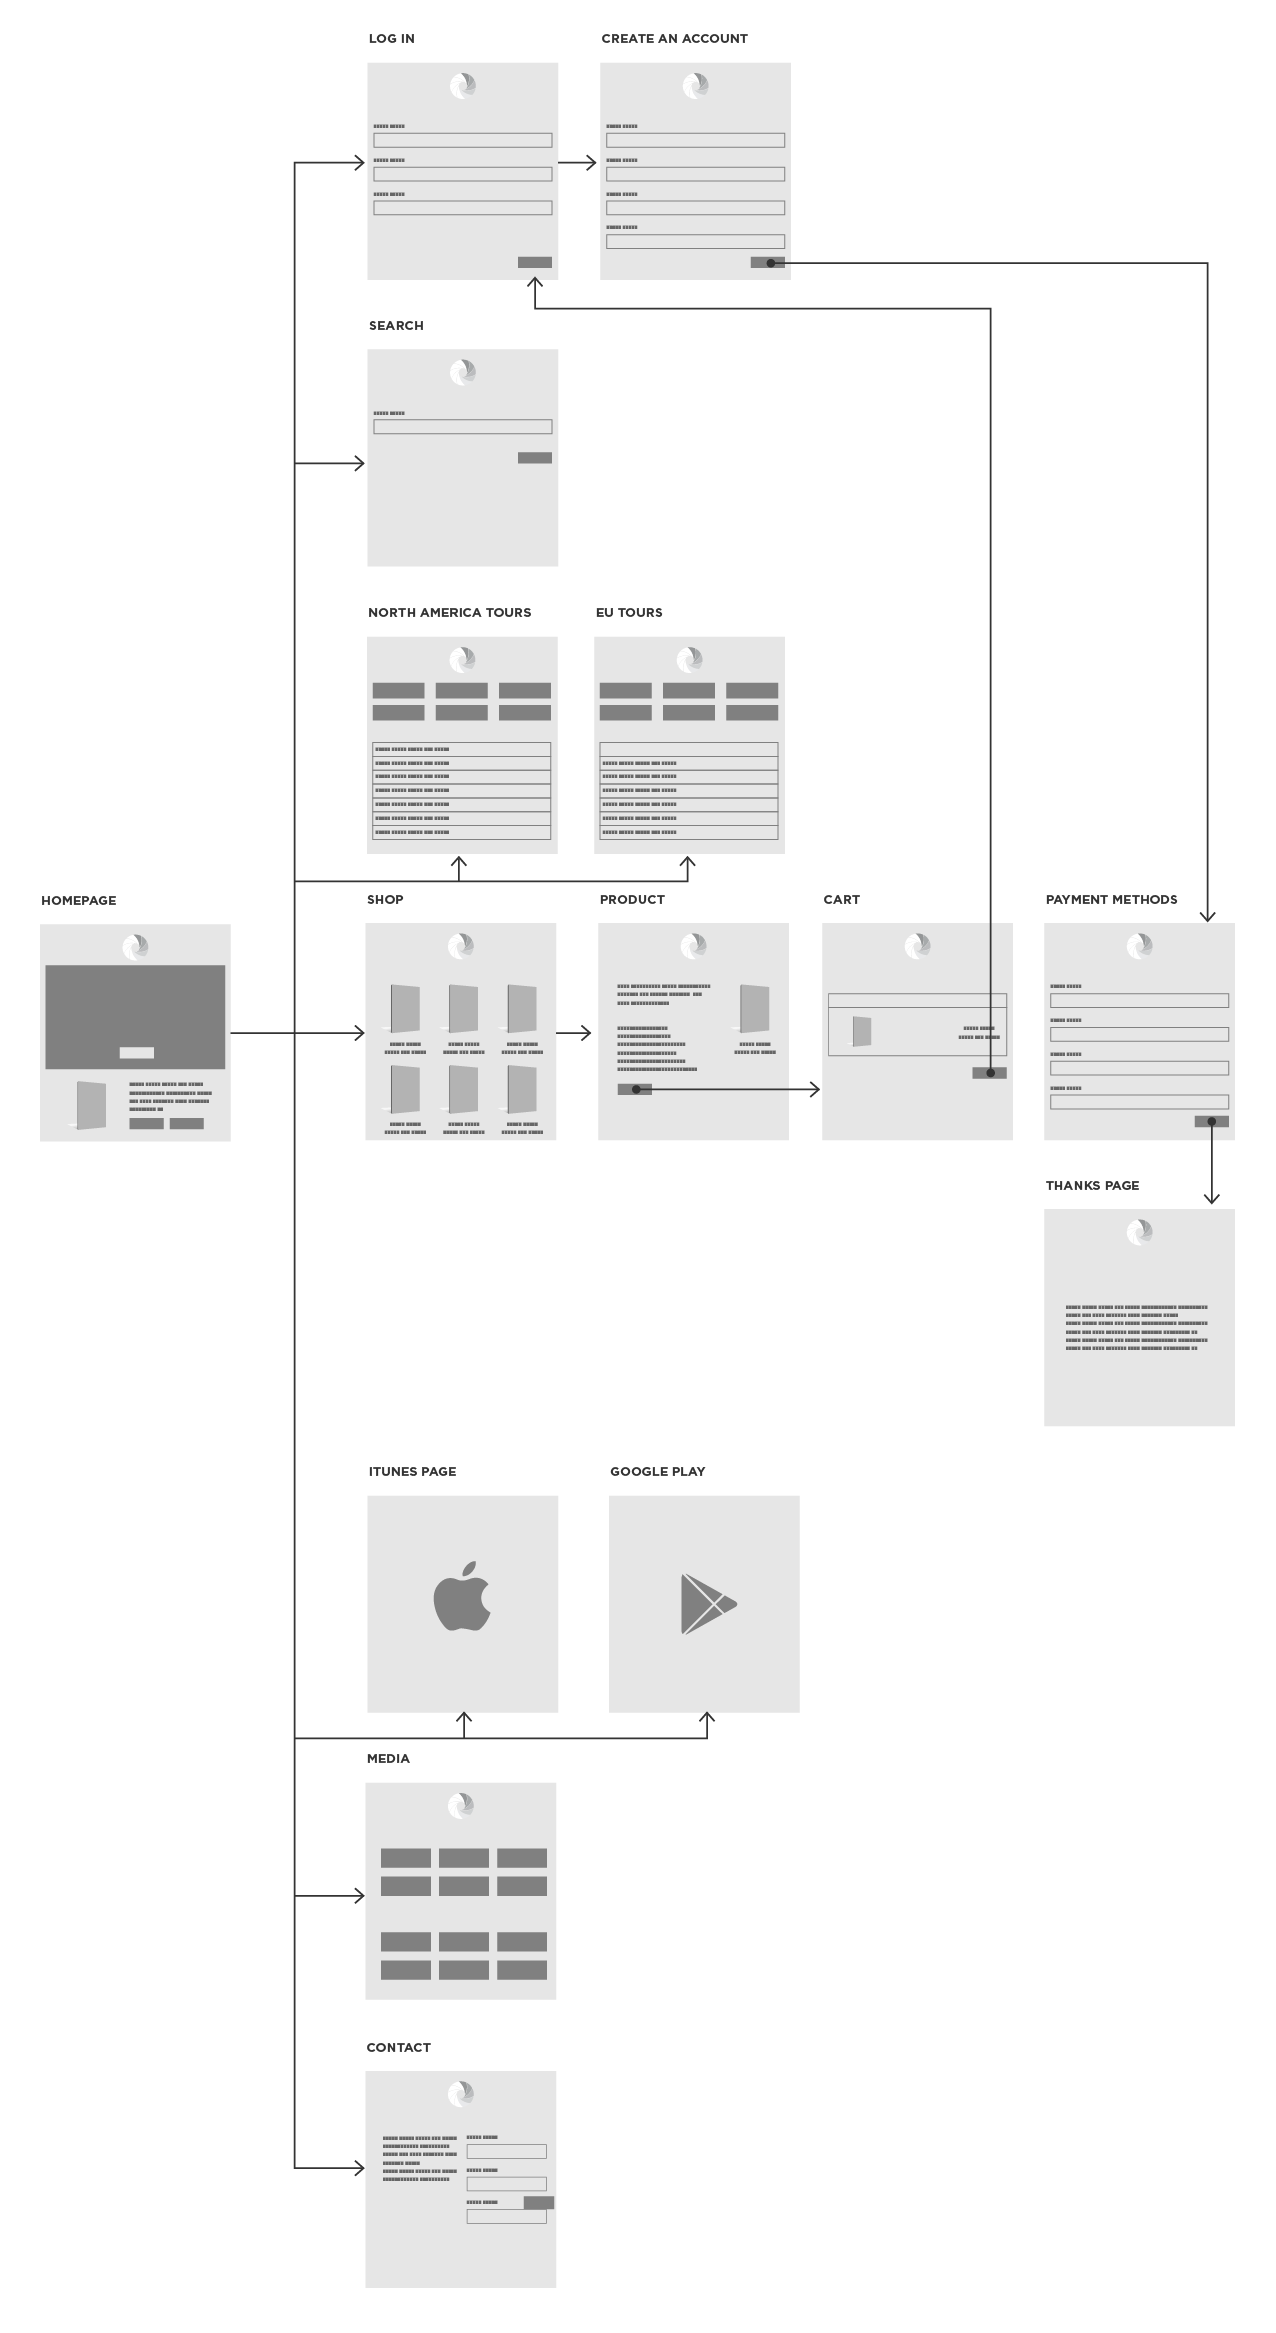 LOG IN
CREATE AN ACCOUNT
SEARCH
NORTH AMERICA TOURS
EU TOURS
HOMEPAGE
SHOP
PRODUCT
CART
PAYMENT METHODS
THANKS PAGE
ITUNES PAGE
GOOGLE PLAY
MEDIA
CONTACT